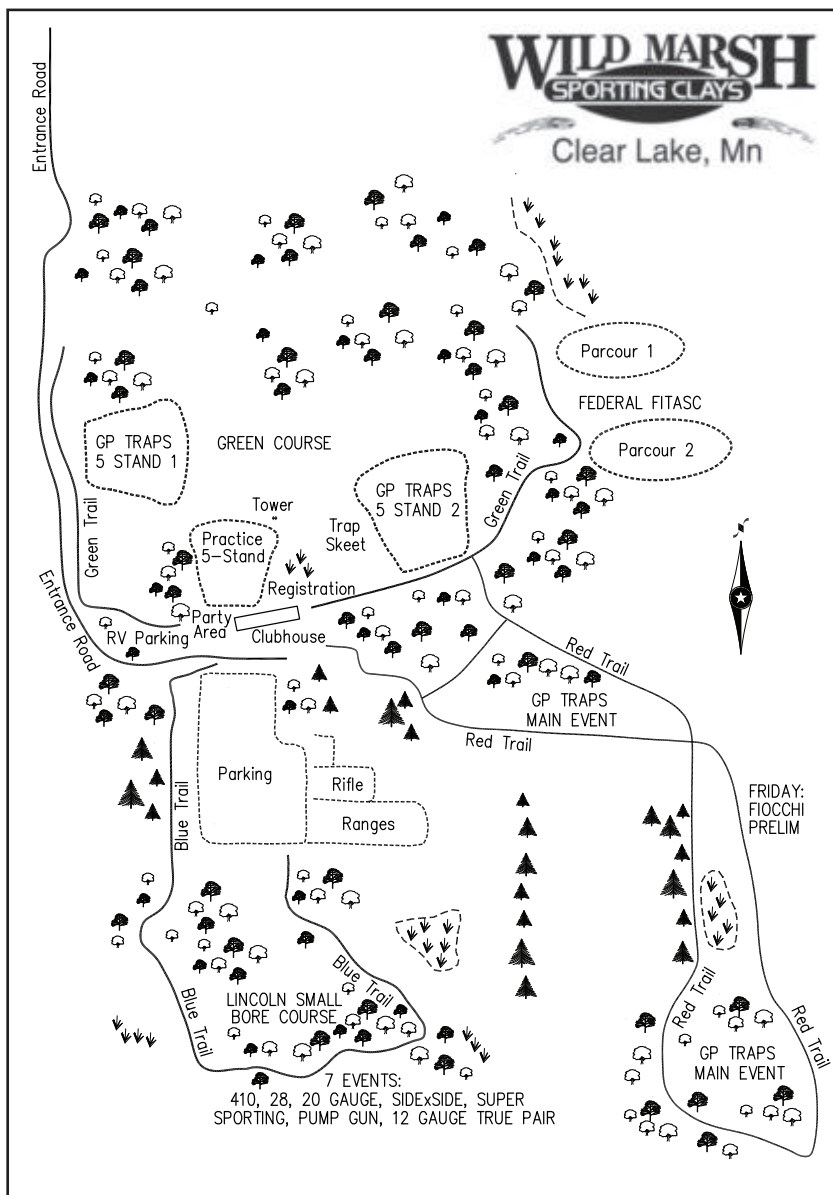 WILD MARSH
SPORTING CLAYS
Clear Lake, Mn
Entrance Road
Parcour 1
FEDERAL FITASC
Parcour 2
GP TRAPS
5 STAND 1
GREEN COURSE
GP TRAPS
5 STAND 2
Green Trail
Green Trail
Tower
Trap
Skeet
Practice
5-Stand
Registration
Party
Area
Clubhouse
RV Parking
Entrance Road
Red Trail
GP TRAPS
MAIN EVENT
Red Trail
Parking
Rifle
Ranges
Blue Trail
FRIDAY:
FIOCCHI
PRELIM
Blue Trail
Blue Trail
LINCOLN SMALL
BORE COURSE
Red Trail
Red Trail
GP TRAPS
MAIN EVENT
7 EVENTS:
410, 28, 20 GAUGE, SIDExSIDE, SUPER
SPORTING, PUMP GUN, 12 GAUGE TRUE PAIR